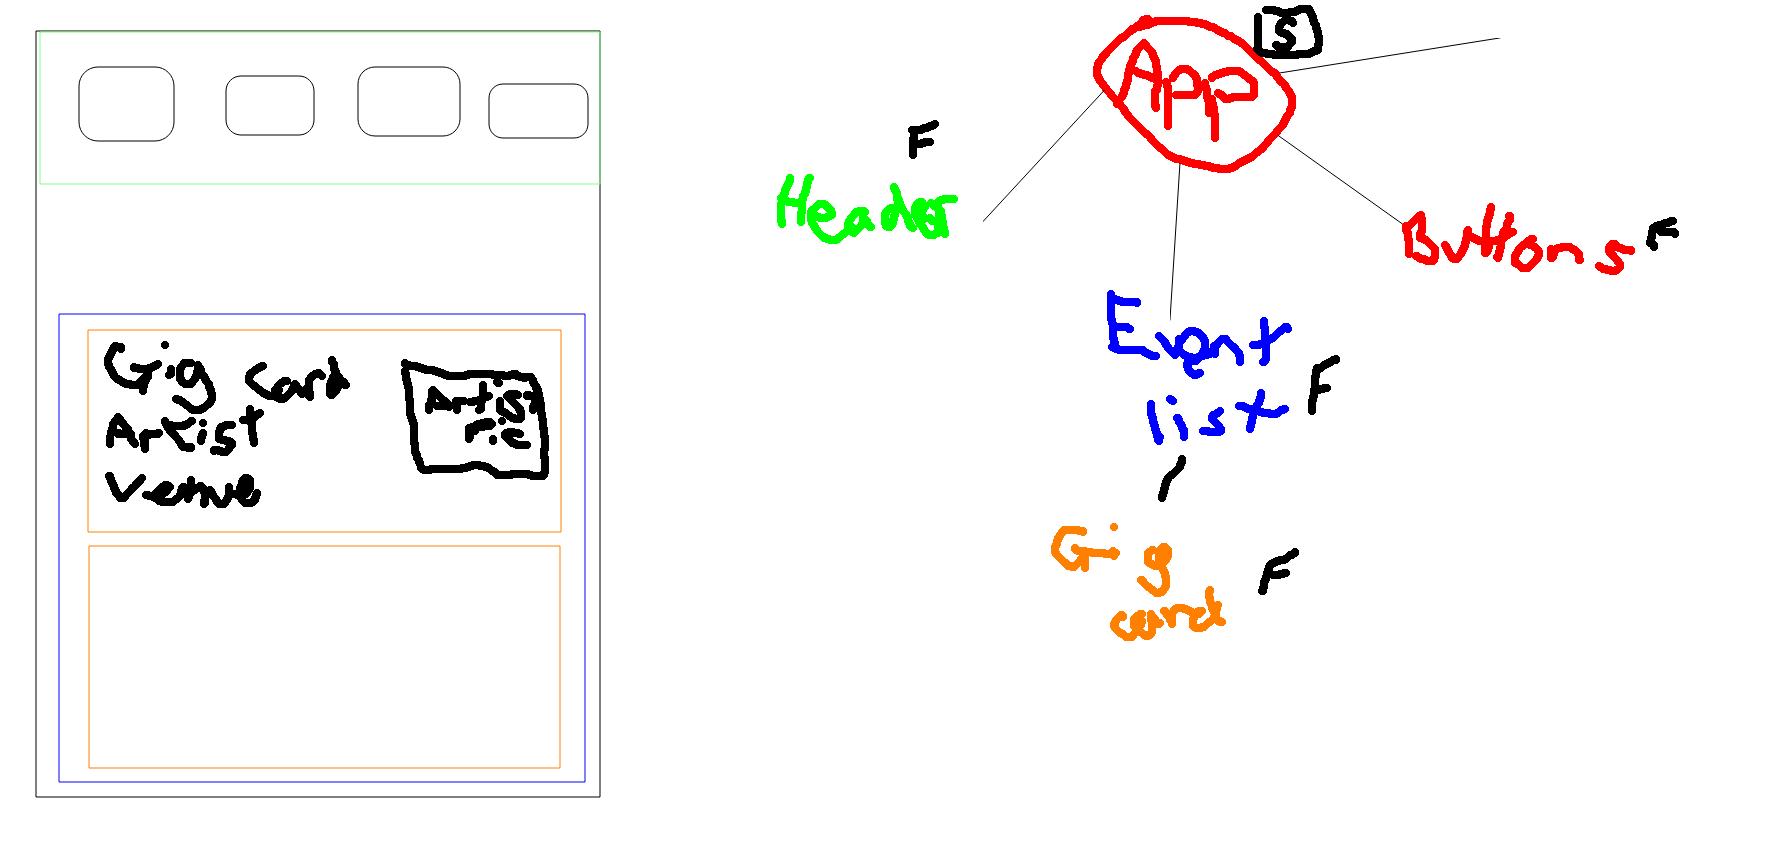 Gig Card
Artist
Venue
Artist
Pic
S
App
F
Header
Buttons F
Event
list F
Gig
card F